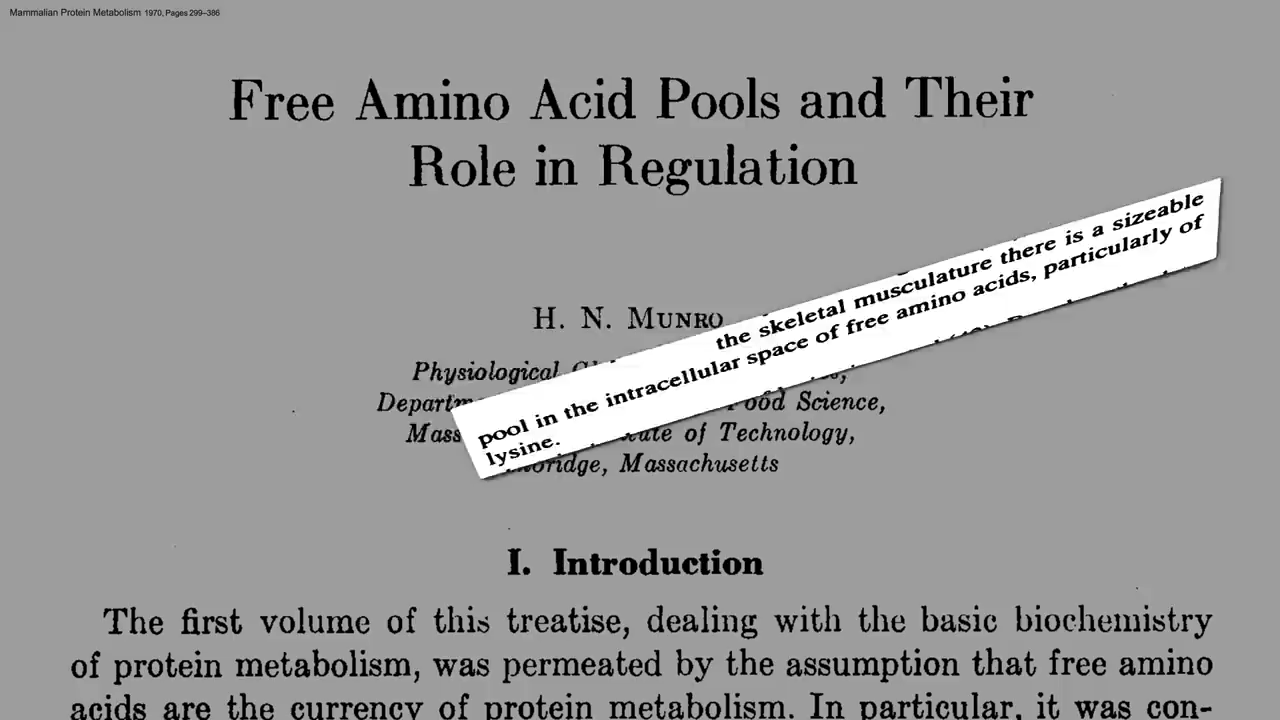 Mammalian Protein Metabolism 1970, Pages 299–386
Free Amino Acid Pools and Their
Role in Regulation
H. N. MUNRO
the skeletal musculature there is a sizeable
pool in the intracellular space of free amino acids, particularly of
lysine.
Physiological
Food Science,
of Technology,
Massachusetts
I. Introduction
The first volume of this treatise, dealing with the basic biochemistry
of protein metabolism, was permeated by the assumption that free amino
acids are the currency of protein metabolism. In particular, it was con-